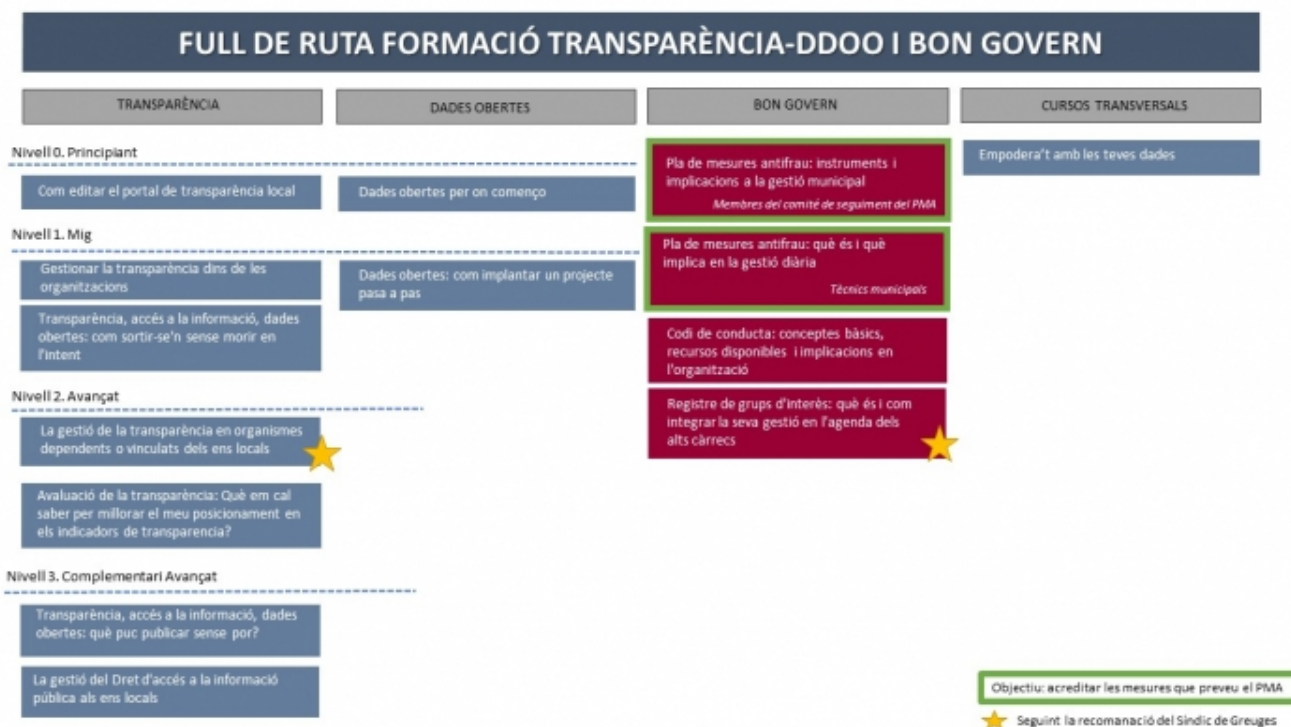 FULL DE RUTA FORMACIÓ TRANSPARÈNCIA-DDOO I BON GOVERN
TRANSPARÈNCIA
Nivell 0. Principiant
Com editar el portal de transparència local
Nivell 1. Mig
Gestionar la transparència dins de les
organitzacions
Transparència, accés a la informació, dades
obertes: com sortir-se'n sense morir en
l'intent
Nivell 2. Avançat
La gestió de la transparència en organismes
dependents o vinculats dels ens locals
Avaluació de la transparència: Què em cal
saber per millorar el meu posicionament en
els indicadors de transparencia?
Nivell 3. Complementari Avançat
Transparència, accés a la informació, dades
obertes: què puc publicar sense por?
La gestió del Dret d'accés a la informació
pública als ens locals
DADES OBERTES
Dades obertes per on començo
Dades obertes: com implantar un projecte
pasa a pas
BON GOVERN
Pla de mesures antifrau: instruments i
implicacions a la gestió municipal
Membres del comité de seguiment del PMA
Pla de mesures antifrau: què és i què
implica en la gestió diària
Tècnics municipals
Codi de conducta: conceptes bàsics,
recursos disponibles i implicacions en
l'organització
Registre de grups d'interès: què és i com
integrar la seva gestió en l'agenda dels
alts càrrecs
CURSOS TRANSVERSALS
Empodera't amb les teves dades
Objectiu: acreditar les mesures que preveu el PMA
Seguint la recomanació del Síndic de Greuges